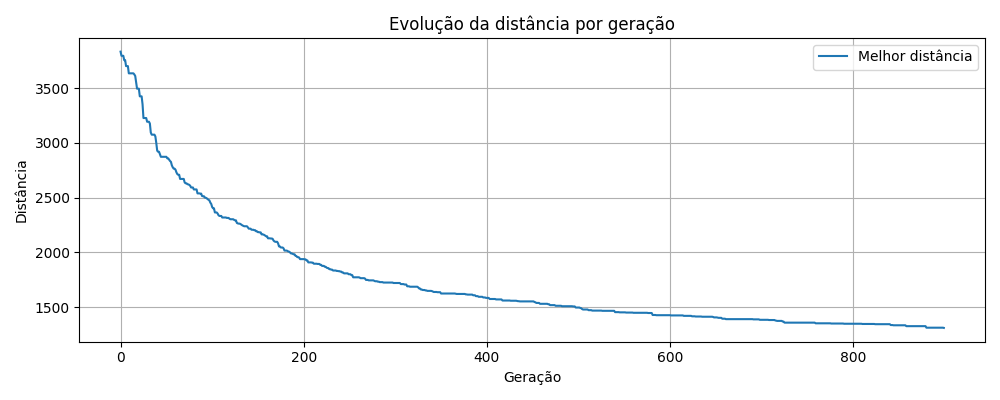 Evolução da distância por geração
Melhor distância
Distância
3500
3000
2500
2000
1500
0
200
400
600
800
Geração